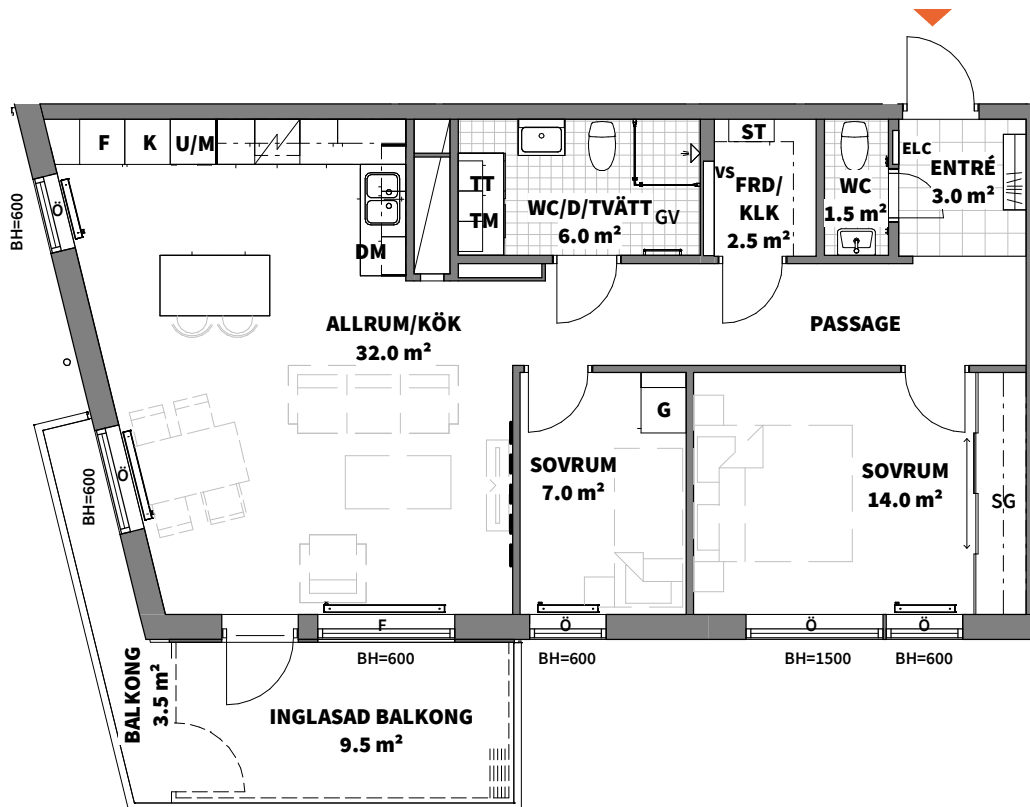 F
K
U/M
ST
ELC
ENTRÉ
3.0 m²
TT
TM
WC/D/TVÄTT
6.0 m²
GV
VS
FRD/
KLK
2.5 m²
WC
1.5 m²
BH=600
Ö
DM
ALLRUM/KÖK
32.0 m²
PASSAGE
G
SOVRUM
7.0 m²
SOVRUM
14.0 m²
SG
BH=600
Ö
F
Ö
Ö
Ö
BH=600
BH=600
BH=1500
BH=600
BALKONG
3.5 m²
INGLASAD BALKONG
9.5 m²